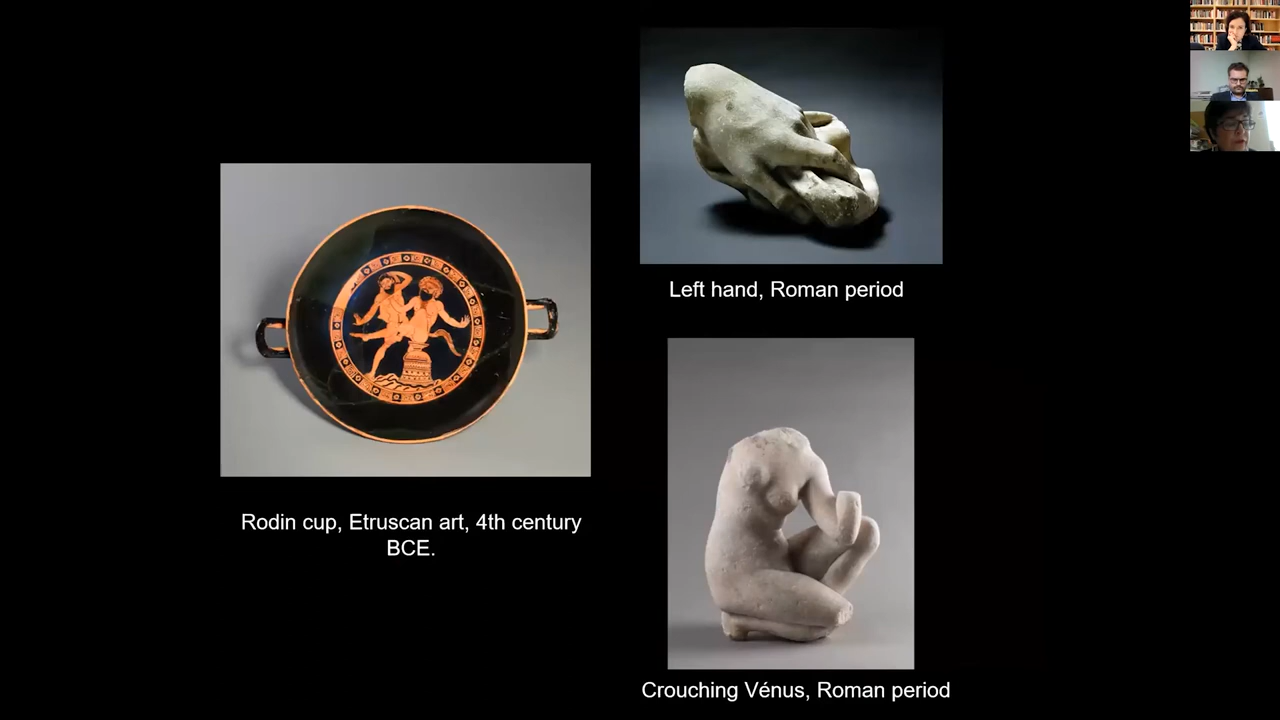 Left hand, Roman period
Rodin cup, Etruscan art, 4th century
BCE.
Crouching Vénus, Roman period